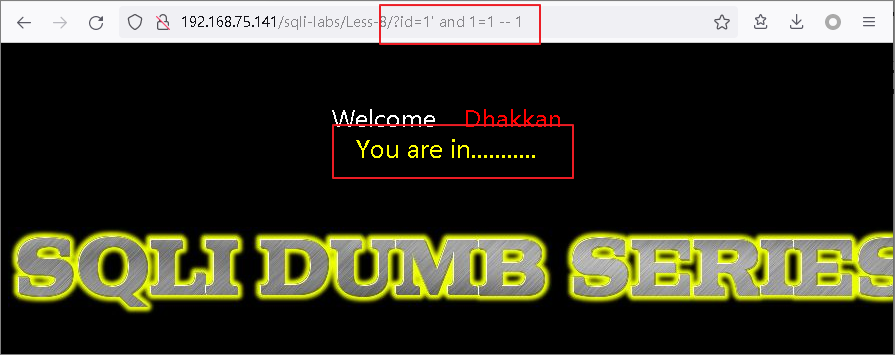 192.168.75.141/sqli-labs/Less-8/?id=1' and 1=1 -- 1
Welcome Dhakkan
You are in...........
SQLI DUMB SERIES